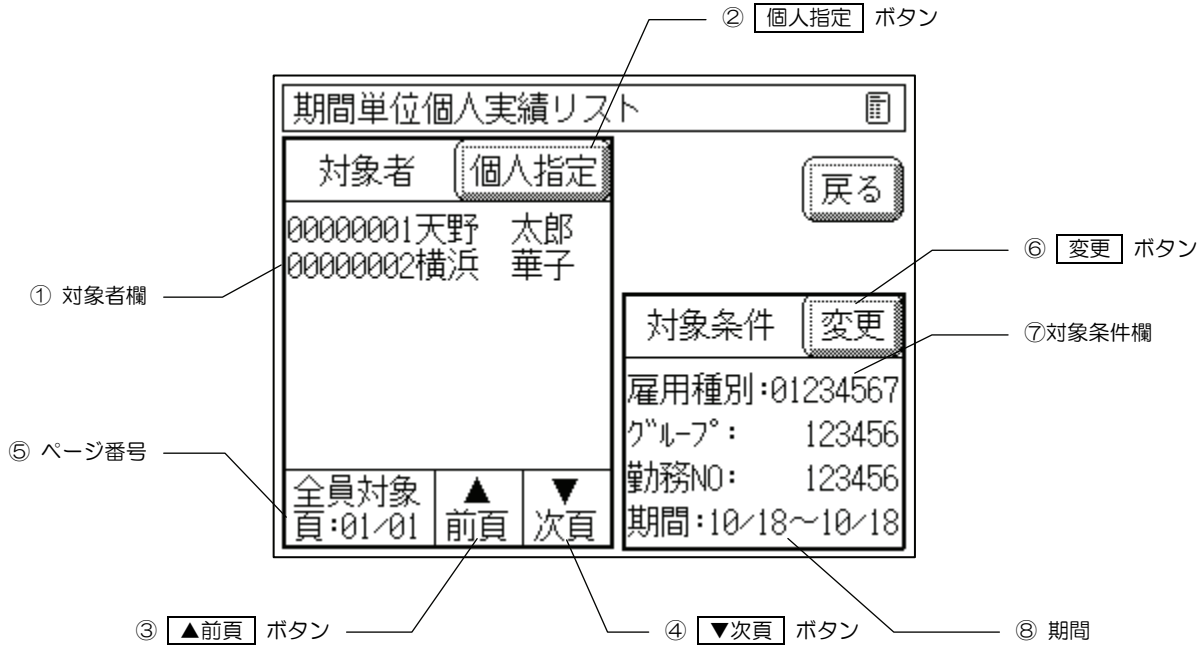 ② 個人指定 ボタン
期間単位個人実績リスト
対象者 個人指定
戻る
00000001天野　太郎
00000002横浜　華子
① 対象者欄
⑥ 変更 ボタン
対象条件 変更
⑦対象条件欄
雇用種別:01234567
ｸﾞﾙｰﾌﾟ: 123456
勤務NO: 123456
期間:10/18～10/18
⑤ ページ番号
全員対象
頁:01/01
▲
前頁
▼
次頁
③ ▲前頁 ボタン
④ ▼次頁 ボタン
⑧ 期間